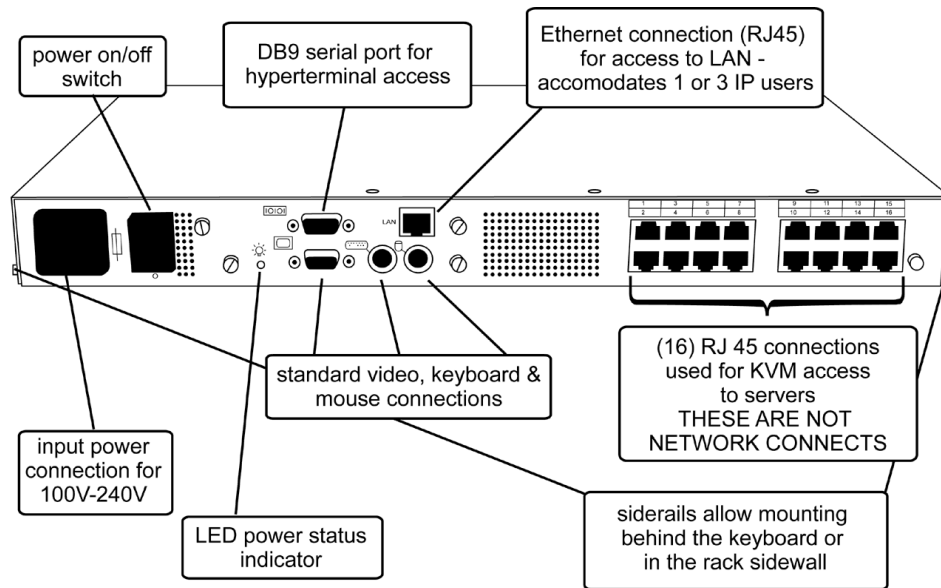 power on/off
switch
DB9 serial port for
hyperterminal access
Ethernet connection (RJ45)
for access to LAN -
accomodates 1 or 3 IP users
LAN
1 3 5 7
2 4 6 8
9 11 13 15
10 12 14 16
standard video, keyboard &
mouse connections
(16) RJ 45 connections
used for KVM access
to servers
THESE ARE NOT
NETWORK CONNECTS
input power
connection for
100V-240V
LED power status
indicator
siderails allow mounting
behind the keyboard or
in the rack sidewall